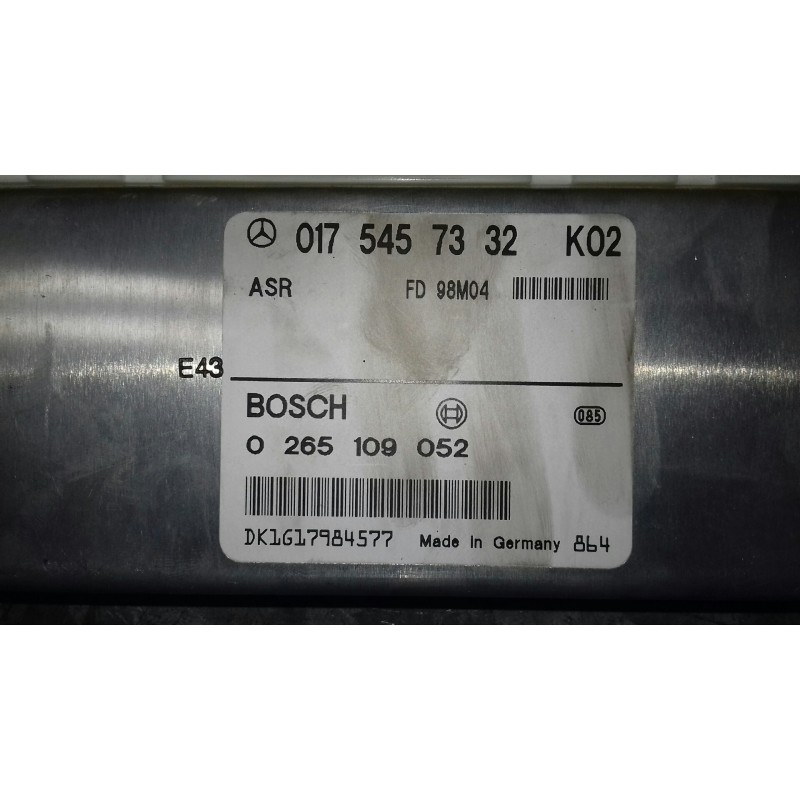 017 545 73 32 K02
ASR FD 98M04
E43
BOSCH 085
0 265 109 052
DK1G17984577 Made in Germany 864